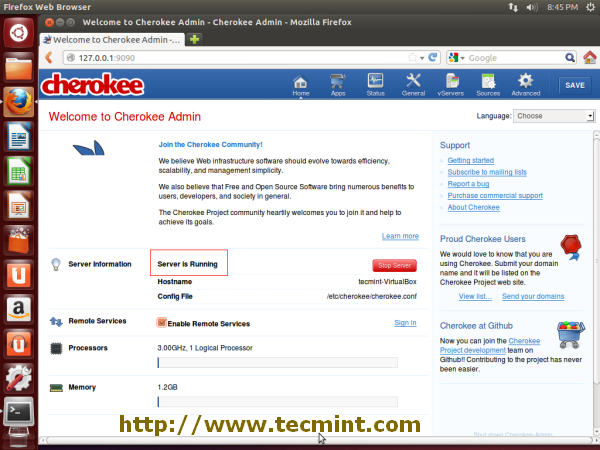 Firefox Web Browser
8:45 PM
Welcome to Cherokee Admin - Cherokee Admin - Mozilla Firefox
Welcome to Cherokee Admin -...
127.0.0.1:9090
Google
cherokee
Home
Apps
Status
General
vServers
Sources
Advanced
SAVE
Welcome to Cherokee Admin
Language:
Choose
Join the Cherokee Community!
We believe Web infrastructure software should evolve towards efficiency,
scalability, and management simplicity.
We also believe that Free and Open Source Software bring numerous benefits to
users, developers, and society in general.
The Cherokee Project community heartily welcomes you to join it and help to
achieve its goals.
Learn more
Server Information
Server is Running
Stop Server
Hostname
tecmint-VirtualBox
Config File
/etc/cherokee/cherokee.conf
Remote Services
Enable Remote Services
Sign In
Processors
3.00GHz, 1 Logical Processor
Memory
1.2GB
Support
Getting started
Subscribe to mailing lists
Report a bug
Purchase commercial support
About Cherokee
Proud Cherokee Users
We would love to know that you are
using Cherokee. Submit your domain
name and it will be listed on the
Cherokee Project web site.
View list...
Send your domains
Cherokee at Github
Now you can join the Cherokee
Project development team on
Github!! Contributing to the project has never
been easier.
Shut down Cherokee-Admin
http://www.tecmint.com